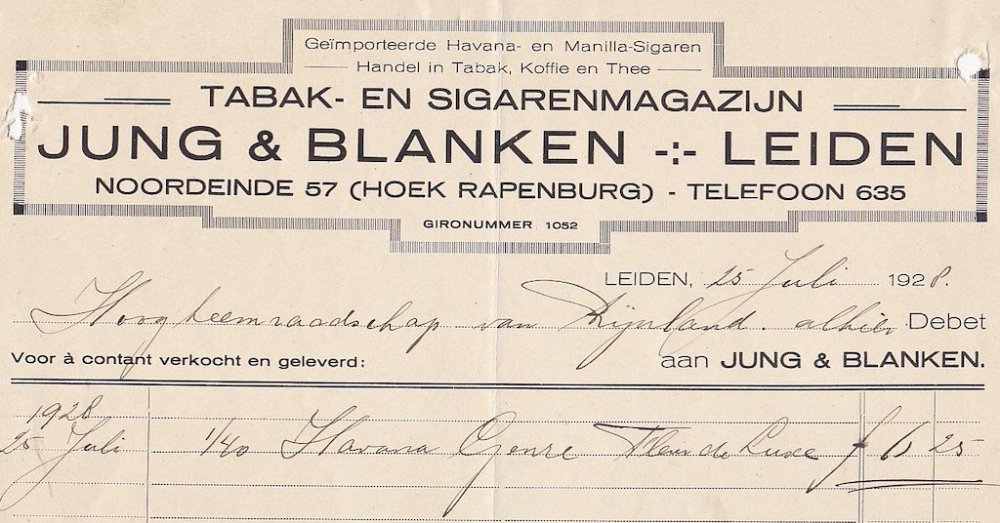 Geïmporteerde Havana- en Manilla-Sigaren
Handel in Tabak, Koffie en Thee
TABAK- EN SIGARENMAGAZIJN
JUNG & BLANKEN -:- LEIDEN
NOORDEINDE 57 (HOEK RAPENBURG) - TELEFOON 635
GIRONUMMER 1052
LEIDEN, 25 Juli 1928.
Hoogheemraadschap van Rijnland. alhier Debet
Voor à contant verkocht en geleverd: aan JUNG & BLANKEN.
1928
25 Juli 1/40 Havana Genre Fleur de Luxe f 6 25